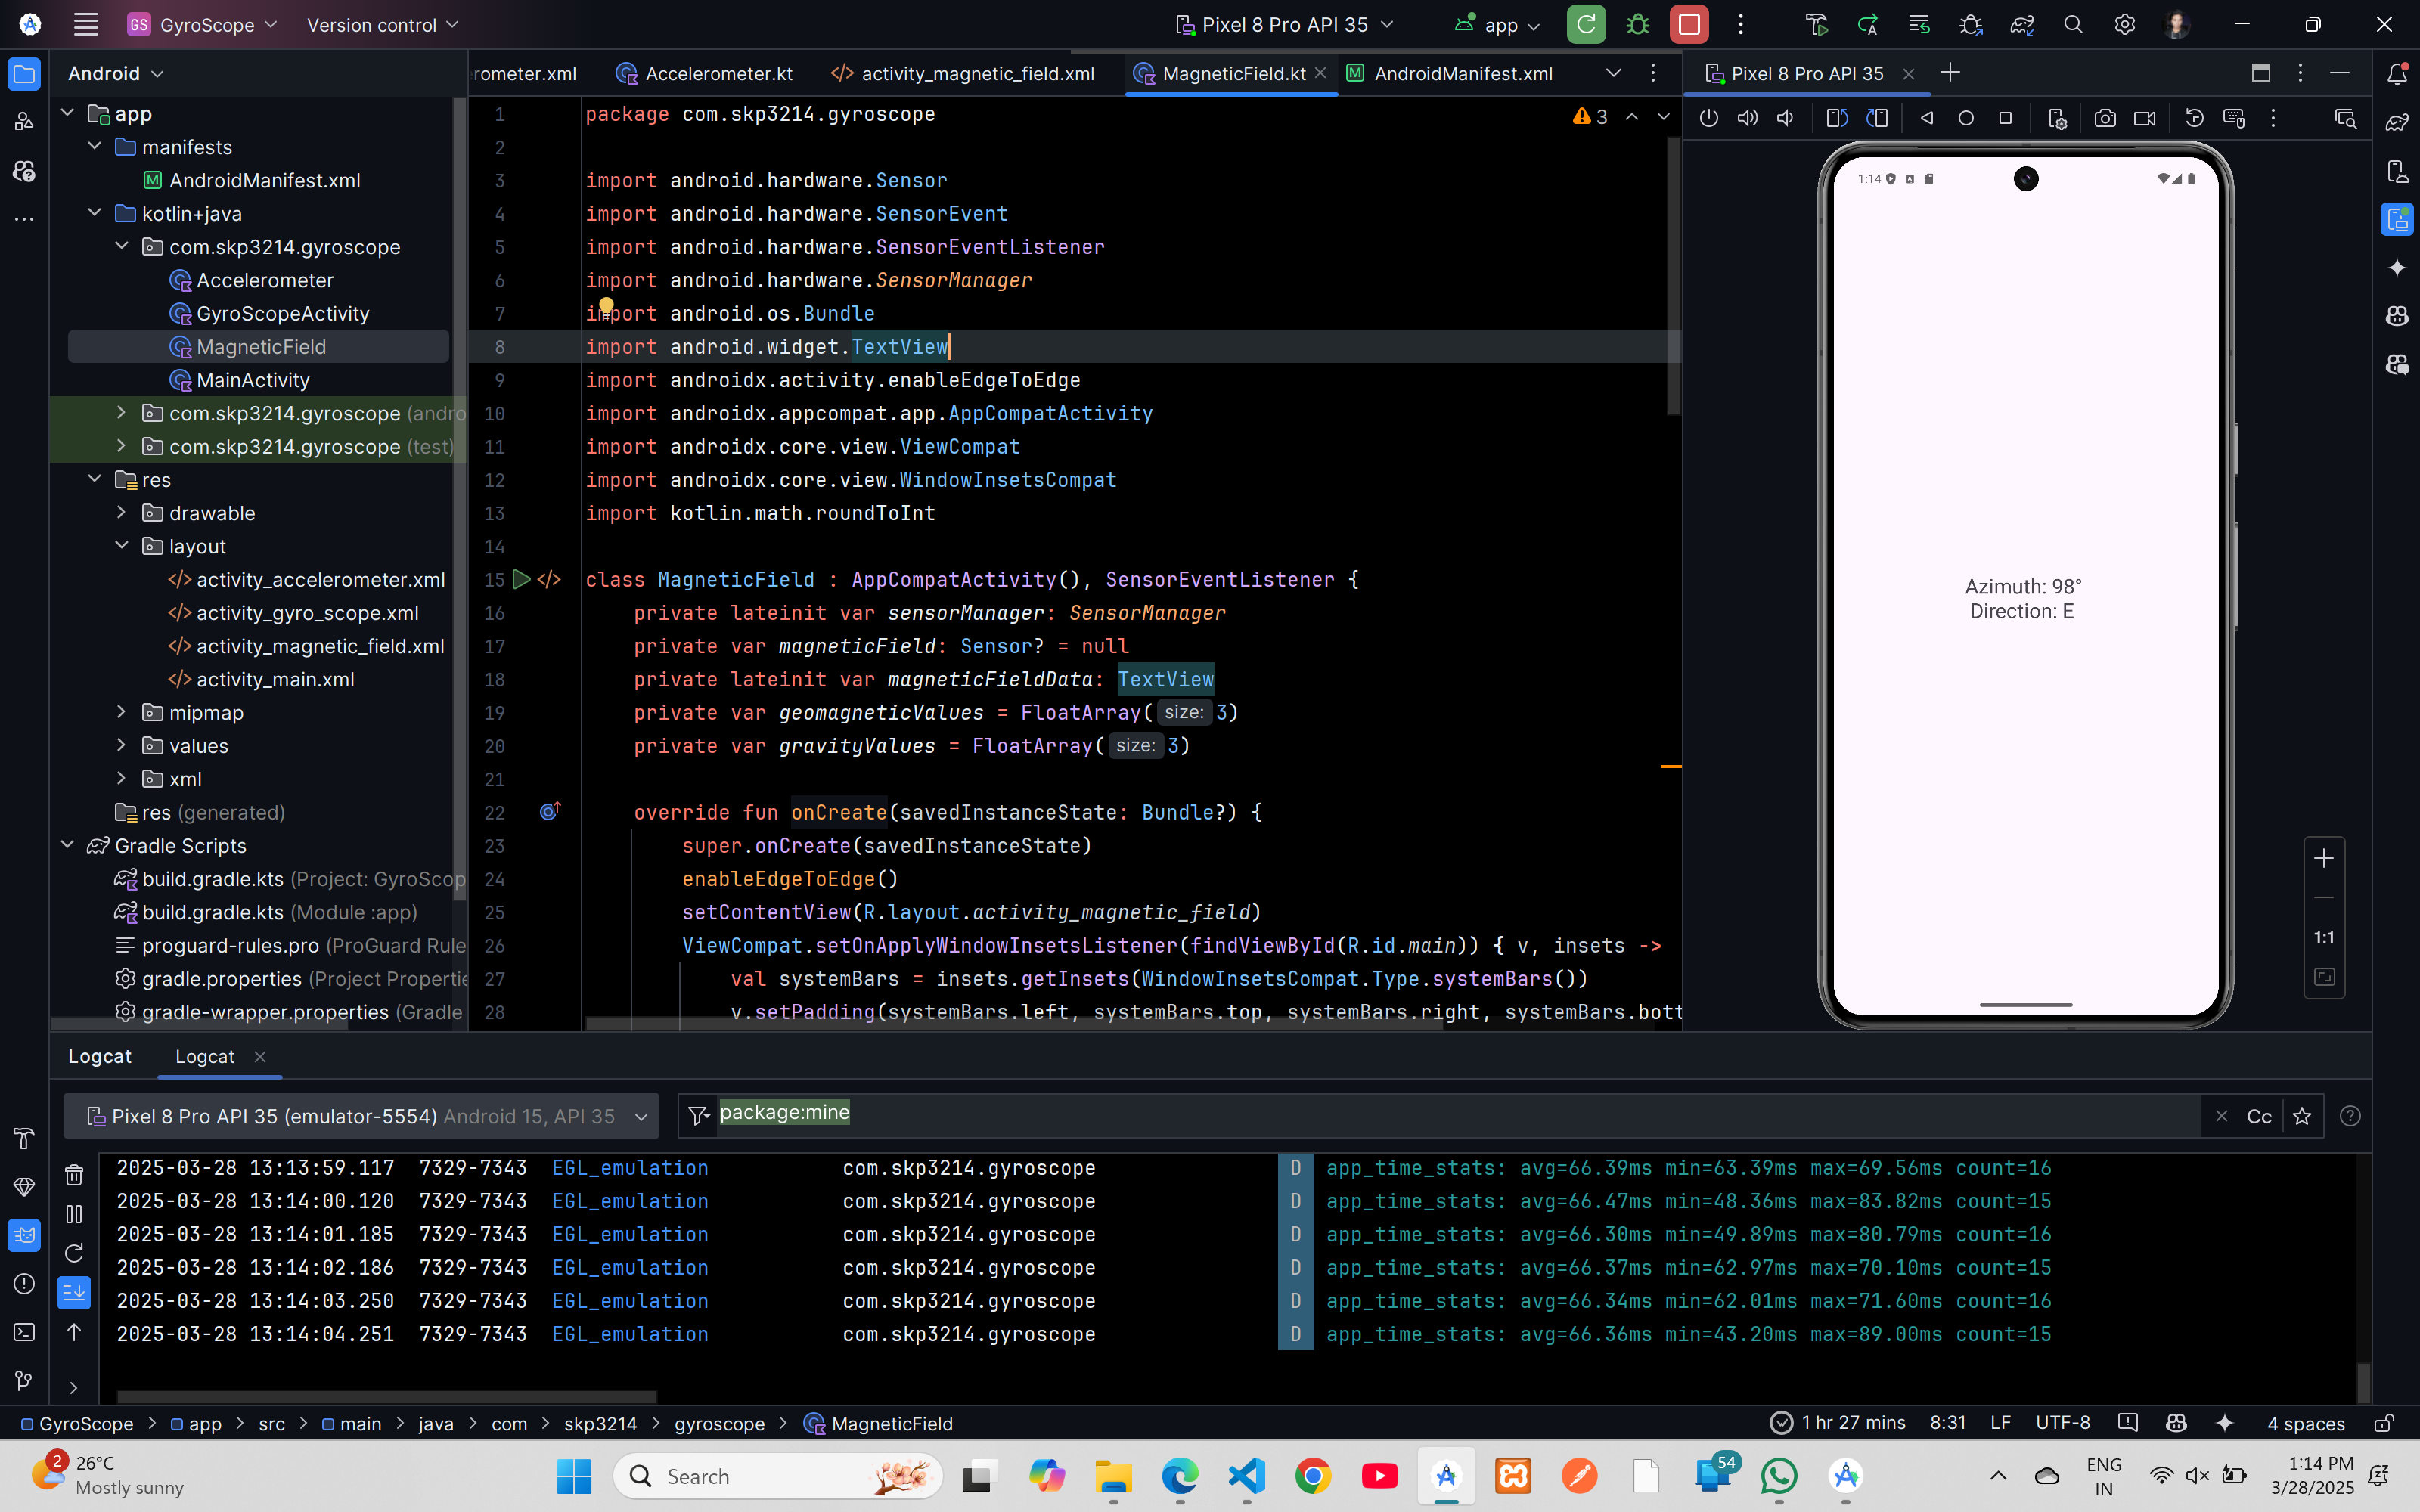 GS GyroScope Version control Pixel 8 Pro API 35 app
Android
app
manifests
AndroidManifest.xml
kotlin+java
com.skp3214.gyroscope
Accelerometer
GyroScopeActivity
MagneticField
MainActivity
com.skp3214.gyroscope (andro
com.skp3214.gyroscope (test)
res
drawable
layout
activity_accelerometer.xml
activity_gyro_scope.xml
activity_magnetic_field.xml
activity_main.xml
mipmap
values
xml
res (generated)
Gradle Scripts
build.gradle.kts (Project: GyroScop
build.gradle.kts (Module :app)
proguard-rules.pro (ProGuard Rule
gradle.properties (Project Propertie
gradle-wrapper.properties (Gradle
rometer.xml Accelerometer.kt activity_magnetic_field.xml MagneticField.kt AndroidManifest.xml
3
1 package com.skp3214.gyroscope
2
3 import android.hardware.Sensor
4 import android.hardware.SensorEvent
5 import android.hardware.SensorEventListener
6 import android.hardware.SensorManager
7 import android.os.Bundle
8 import android.widget.TextView
9 import androidx.activity.enableEdgeToEdge
10 import androidx.appcompat.app.AppCompatActivity
11 import androidx.core.view.ViewCompat
12 import androidx.core.view.WindowInsetsCompat
13 import kotlin.math.roundToInt
14
15 class MagneticField : AppCompatActivity(), SensorEventListener {
16 private lateinit var sensorManager: SensorManager
17 private var magneticField: Sensor? = null
18 private lateinit var magneticFieldData: TextView
19 private var geomagneticValues = FloatArray( size: 3)
20 private var gravityValues = FloatArray( size: 3)
21
22 override fun onCreate(savedInstanceState: Bundle?) {
23 super.onCreate(savedInstanceState)
24 enableEdgeToEdge()
25 setContentView(R.layout.activity_magnetic_field)
26 ViewCompat.setOnApplyWindowInsetsListener(findViewById(R.id.main)) { v, insets ->
27 val systemBars = insets.getInsets(WindowInsetsCompat.Type.systemBars())
28 v.setPadding(systemBars.left, systemBars.top, systemBars.right, systemBars.bott
Pixel 8 Pro API 35
1:14
Azimuth: 98°
Direction: E
1:1
Logcat Logcat
Pixel 8 Pro API 35 (emulator-5554) Android 15, API 35 package:mine Cc
2025-03-28 13:13:59.117 7329-7343 EGL_emulation com.skp3214.gyroscope D app_time_stats: avg=66.39ms min=63.39ms max=69.56ms count=16
2025-03-28 13:14:00.120 7329-7343 EGL_emulation com.skp3214.gyroscope D app_time_stats: avg=66.47ms min=48.36ms max=83.82ms count=15
2025-03-28 13:14:01.185 7329-7343 EGL_emulation com.skp3214.gyroscope D app_time_stats: avg=66.30ms min=49.89ms max=80.79ms count=16
2025-03-28 13:14:02.186 7329-7343 EGL_emulation com.skp3214.gyroscope D app_time_stats: avg=66.37ms min=62.97ms max=70.10ms count=15
2025-03-28 13:14:03.250 7329-7343 EGL_emulation com.skp3214.gyroscope D app_time_stats: avg=66.34ms min=62.01ms max=71.60ms count=16
2025-03-28 13:14:04.251 7329-7343 EGL_emulation com.skp3214.gyroscope D app_time_stats: avg=66.36ms min=43.20ms max=89.00ms count=15
GyroScope > app > src > main > java > com > skp3214 > gyroscope > MagneticField 1 hr 27 mins 8:31 LF UTF-8 4 spaces
2
26°C
Mostly sunny
Search
54
ENG
IN
1:14 PM
3/28/2025